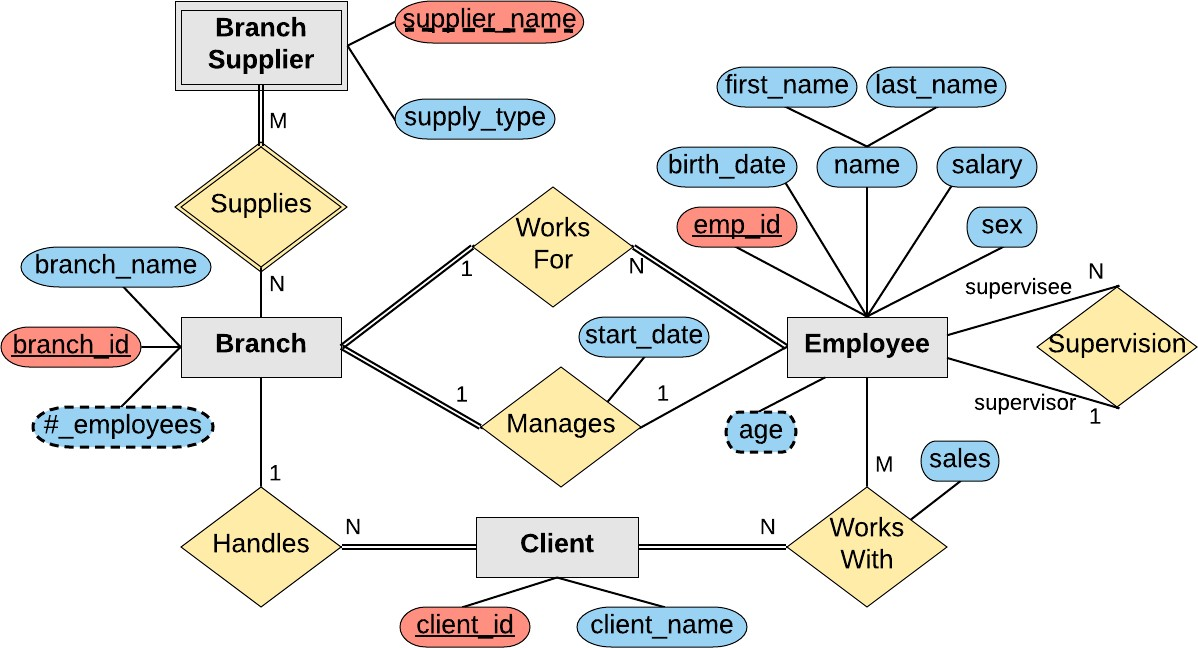 Branch
Supplier
supplier_name
supply_type
M
Supplies
N
first_name
last_name
birth_date
name
salary
emp_id
sex
Works
For
1
N
branch_name
branch_id
#_employees
Branch
start_date
Employee
supervisee
N
Supervision
supervisor
1
1
Manages
1
age
sales
M
1
Handles
N
Client
N
Works
With
client_id
client_name